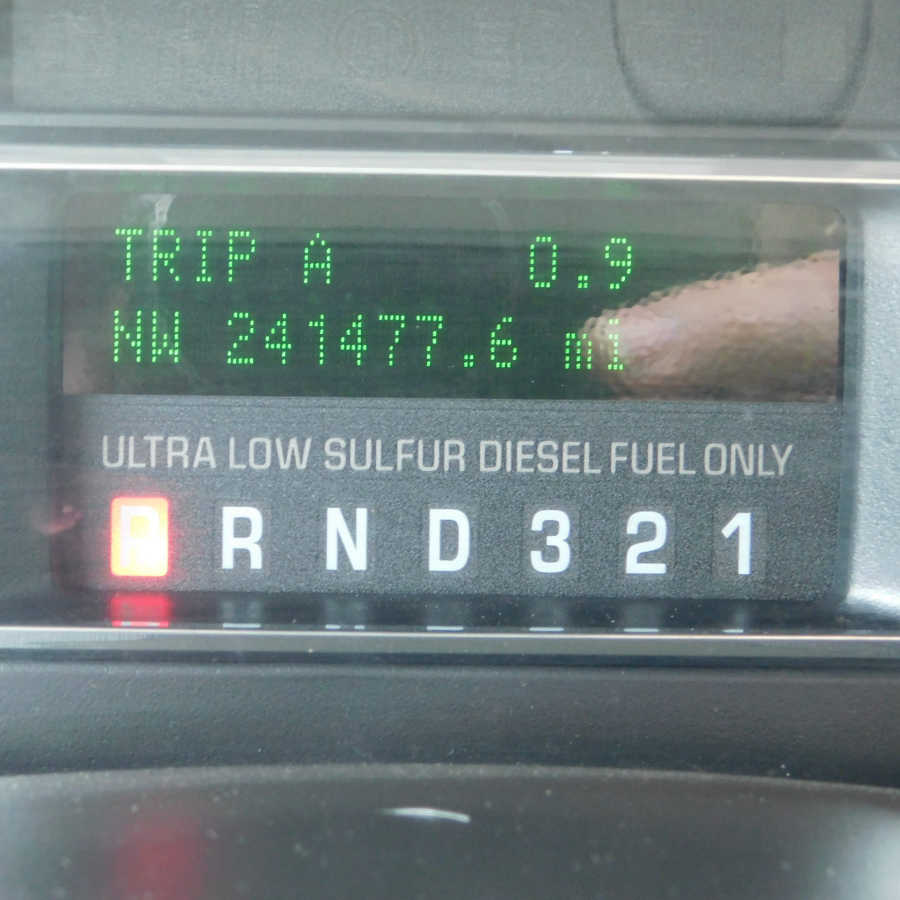 TRIP A 0.9
NW 241477.6 mi
ULTRA LOW SULFUR DIESEL FUEL ONLY
P R N D 3 2 1